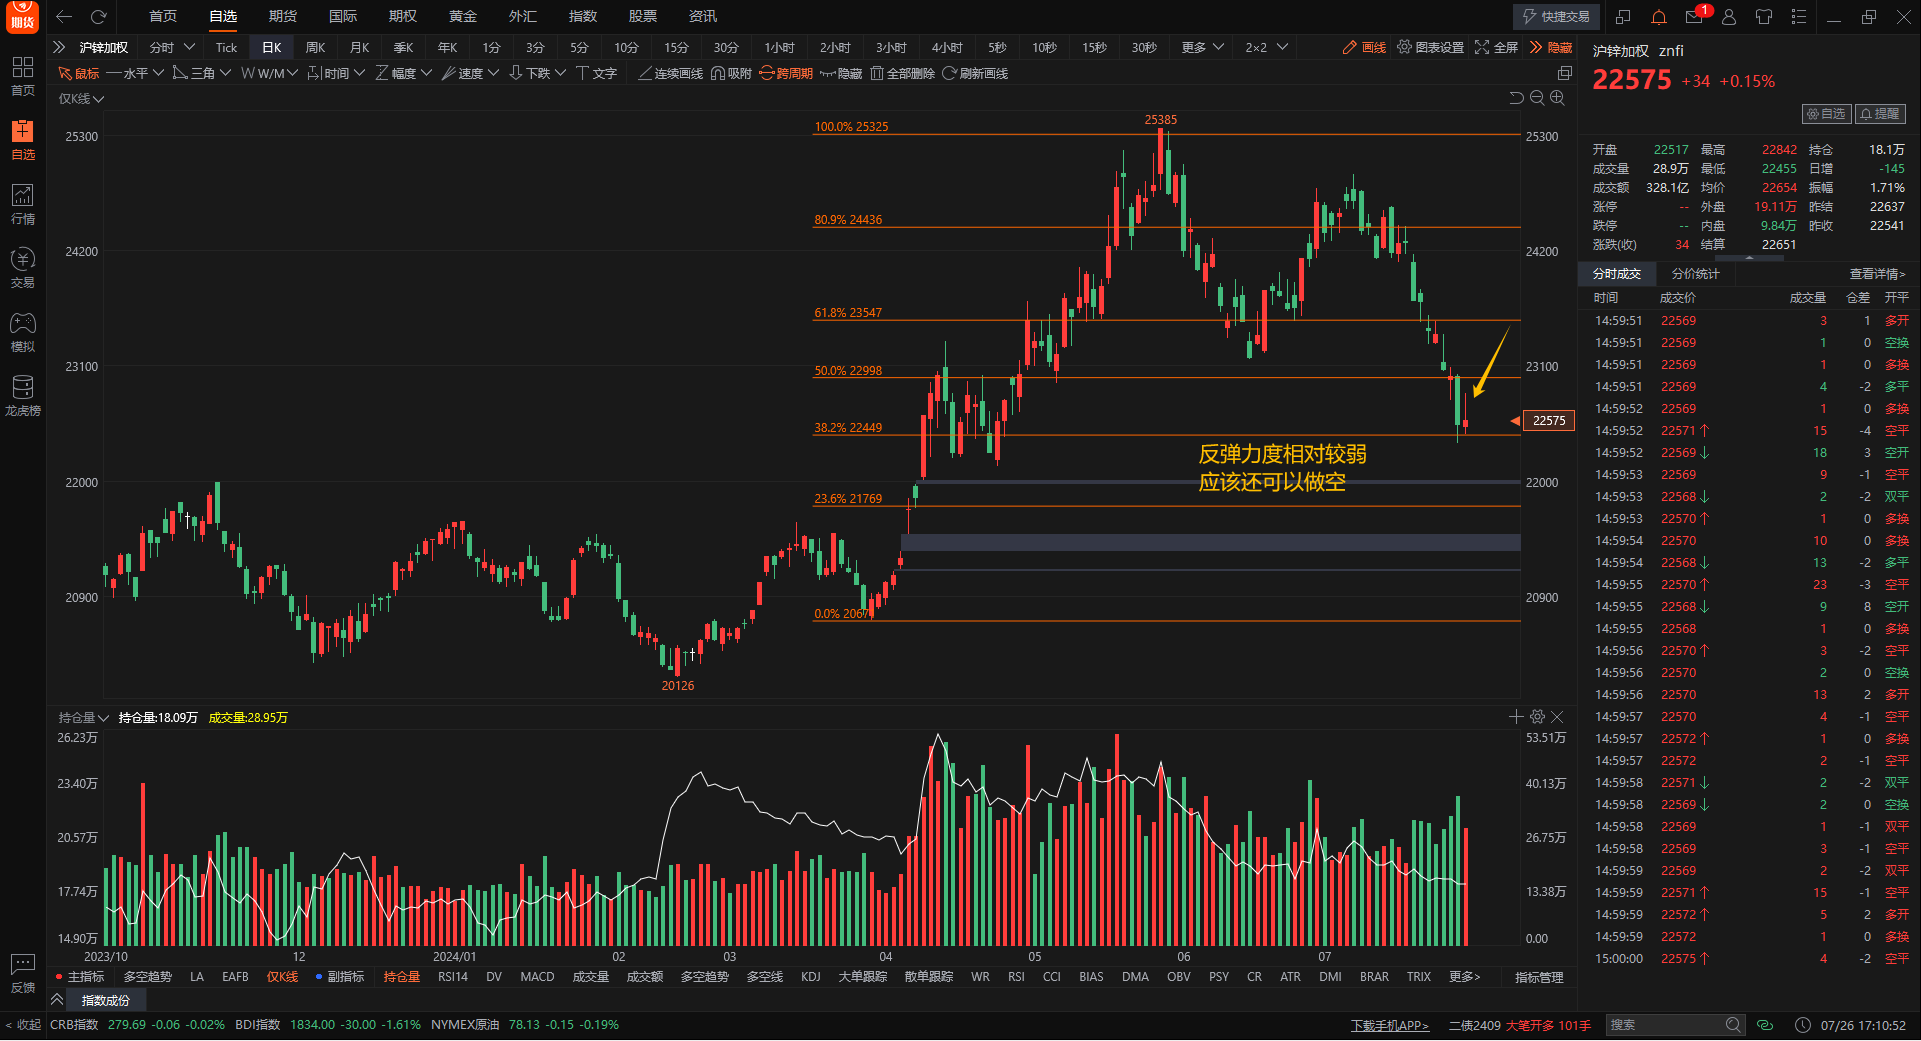 期货
首页 自选 期货 国际 期权 黄金 外汇 指数 股票 资讯
快捷交易 1
沪锌加权 分时 Tick 日K 周K 月K 季K 年K 1分 3分 5分 10分 15分 30分 1小时 2小时 3小时 4小时 5秒 10秒 15秒 30秒 更多 2×2 画线 图表设置 全屏 隐藏
鼠标 水平 三角 W/M 时间 幅度 速度 下跌 文字 连续画线 吸附 跨周期 隐藏 全部删除 刷新画线
首页
自选
行情
交易
模拟
龙虎榜
反馈
仅K线
25300
24200
23100
22000
20900
100.0% 25325
80.9% 24436
61.8% 23547
50.0% 22998
38.2% 22449
23.6% 21769
0.0% 20671
25385
20126
反弹力度相对较弱
应该还可以做空
25300
24200
23100
22575
22000
20900
持仓量 持仓量:18.09万 成交量:28.95万
26.23万
23.40万
20.57万
17.74万
14.90万
53.51万
40.13万
26.75万
13.38万
0.00
2023/10 12 2024/01 02 03 04 05 06 07
主指标 多空趋势 LA EAFB 仅K线 副指标 持仓量 RSI14 DV MACD 成交量 成交额 多空趋势 多空线 KDJ 大单跟踪 散单跟踪 WR RSI CCI BIAS DMA OBV PSY CR ATR DMI BRAR TRIX 更多> 指标管理
指数成份
< 收起 CRB指数 279.69 -0.06 -0.02% BDI指数 1834.00 -30.00 -1.61% NYMEX原油 78.13 -0.15 -0.19% 下载手机APP> 二债2409 大笔开多 101手 搜索 07/26 17:10:52
沪锌加权 znfi
22575 +34 +0.15%
自选 提醒
开盘 22517 最高 22842 持仓 18.1万
成交量 28.9万 最低 22455 日增 -145
成交额 328.1亿 均价 22654 振幅 1.71%
涨停 -- 外盘 19.11万 昨结 22637
跌停 -- 内盘 9.84万 昨收 22541
涨跌(收) 34 结算 22651
分时成交 分价统计 查看详情>
时间 成交价 成交量 仓差 开平
14:59:51 22569 3 1 多开
14:59:51 22569 1 0 空换
14:59:51 22569 1 0 多换
14:59:51 22569 4 -2 多平
14:59:52 22569 1 0 多换
14:59:52 22571↑ 15 -4 空平
14:59:52 22569↓ 18 3 空开
14:59:53 22569 9 -1 空平
14:59:53 22568↓ 2 -2 双平
14:59:53 22570↑ 1 0 多换
14:59:54 22570 10 0 多换
14:59:54 22568↓ 13 -2 多平
14:59:55 22570↑ 23 -3 空平
14:59:55 22568↓ 9 8 空开
14:59:55 22568 1 0 多换
14:59:56 22570↑ 3 -2 空平
14:59:56 22570 2 0 空换
14:59:56 22570 13 2 多开
14:59:57 22570 4 -1 空平
14:59:57 22572↑ 1 0 多换
14:59:57 22572 2 -1 空平
14:59:58 22571↓ 2 -2 双平
14:59:58 22569↓ 2 0 空换
14:59:58 22569 1 -1 双平
14:59:58 22569 3 -1 空平
14:59:59 22569 2 -2 双平
14:59:59 22571↑ 15 -1 空平
14:59:59 22572↑ 5 2 多开
14:59:59 22572 1 0 多换
15:00:00 22575↑ 4 -2 空平